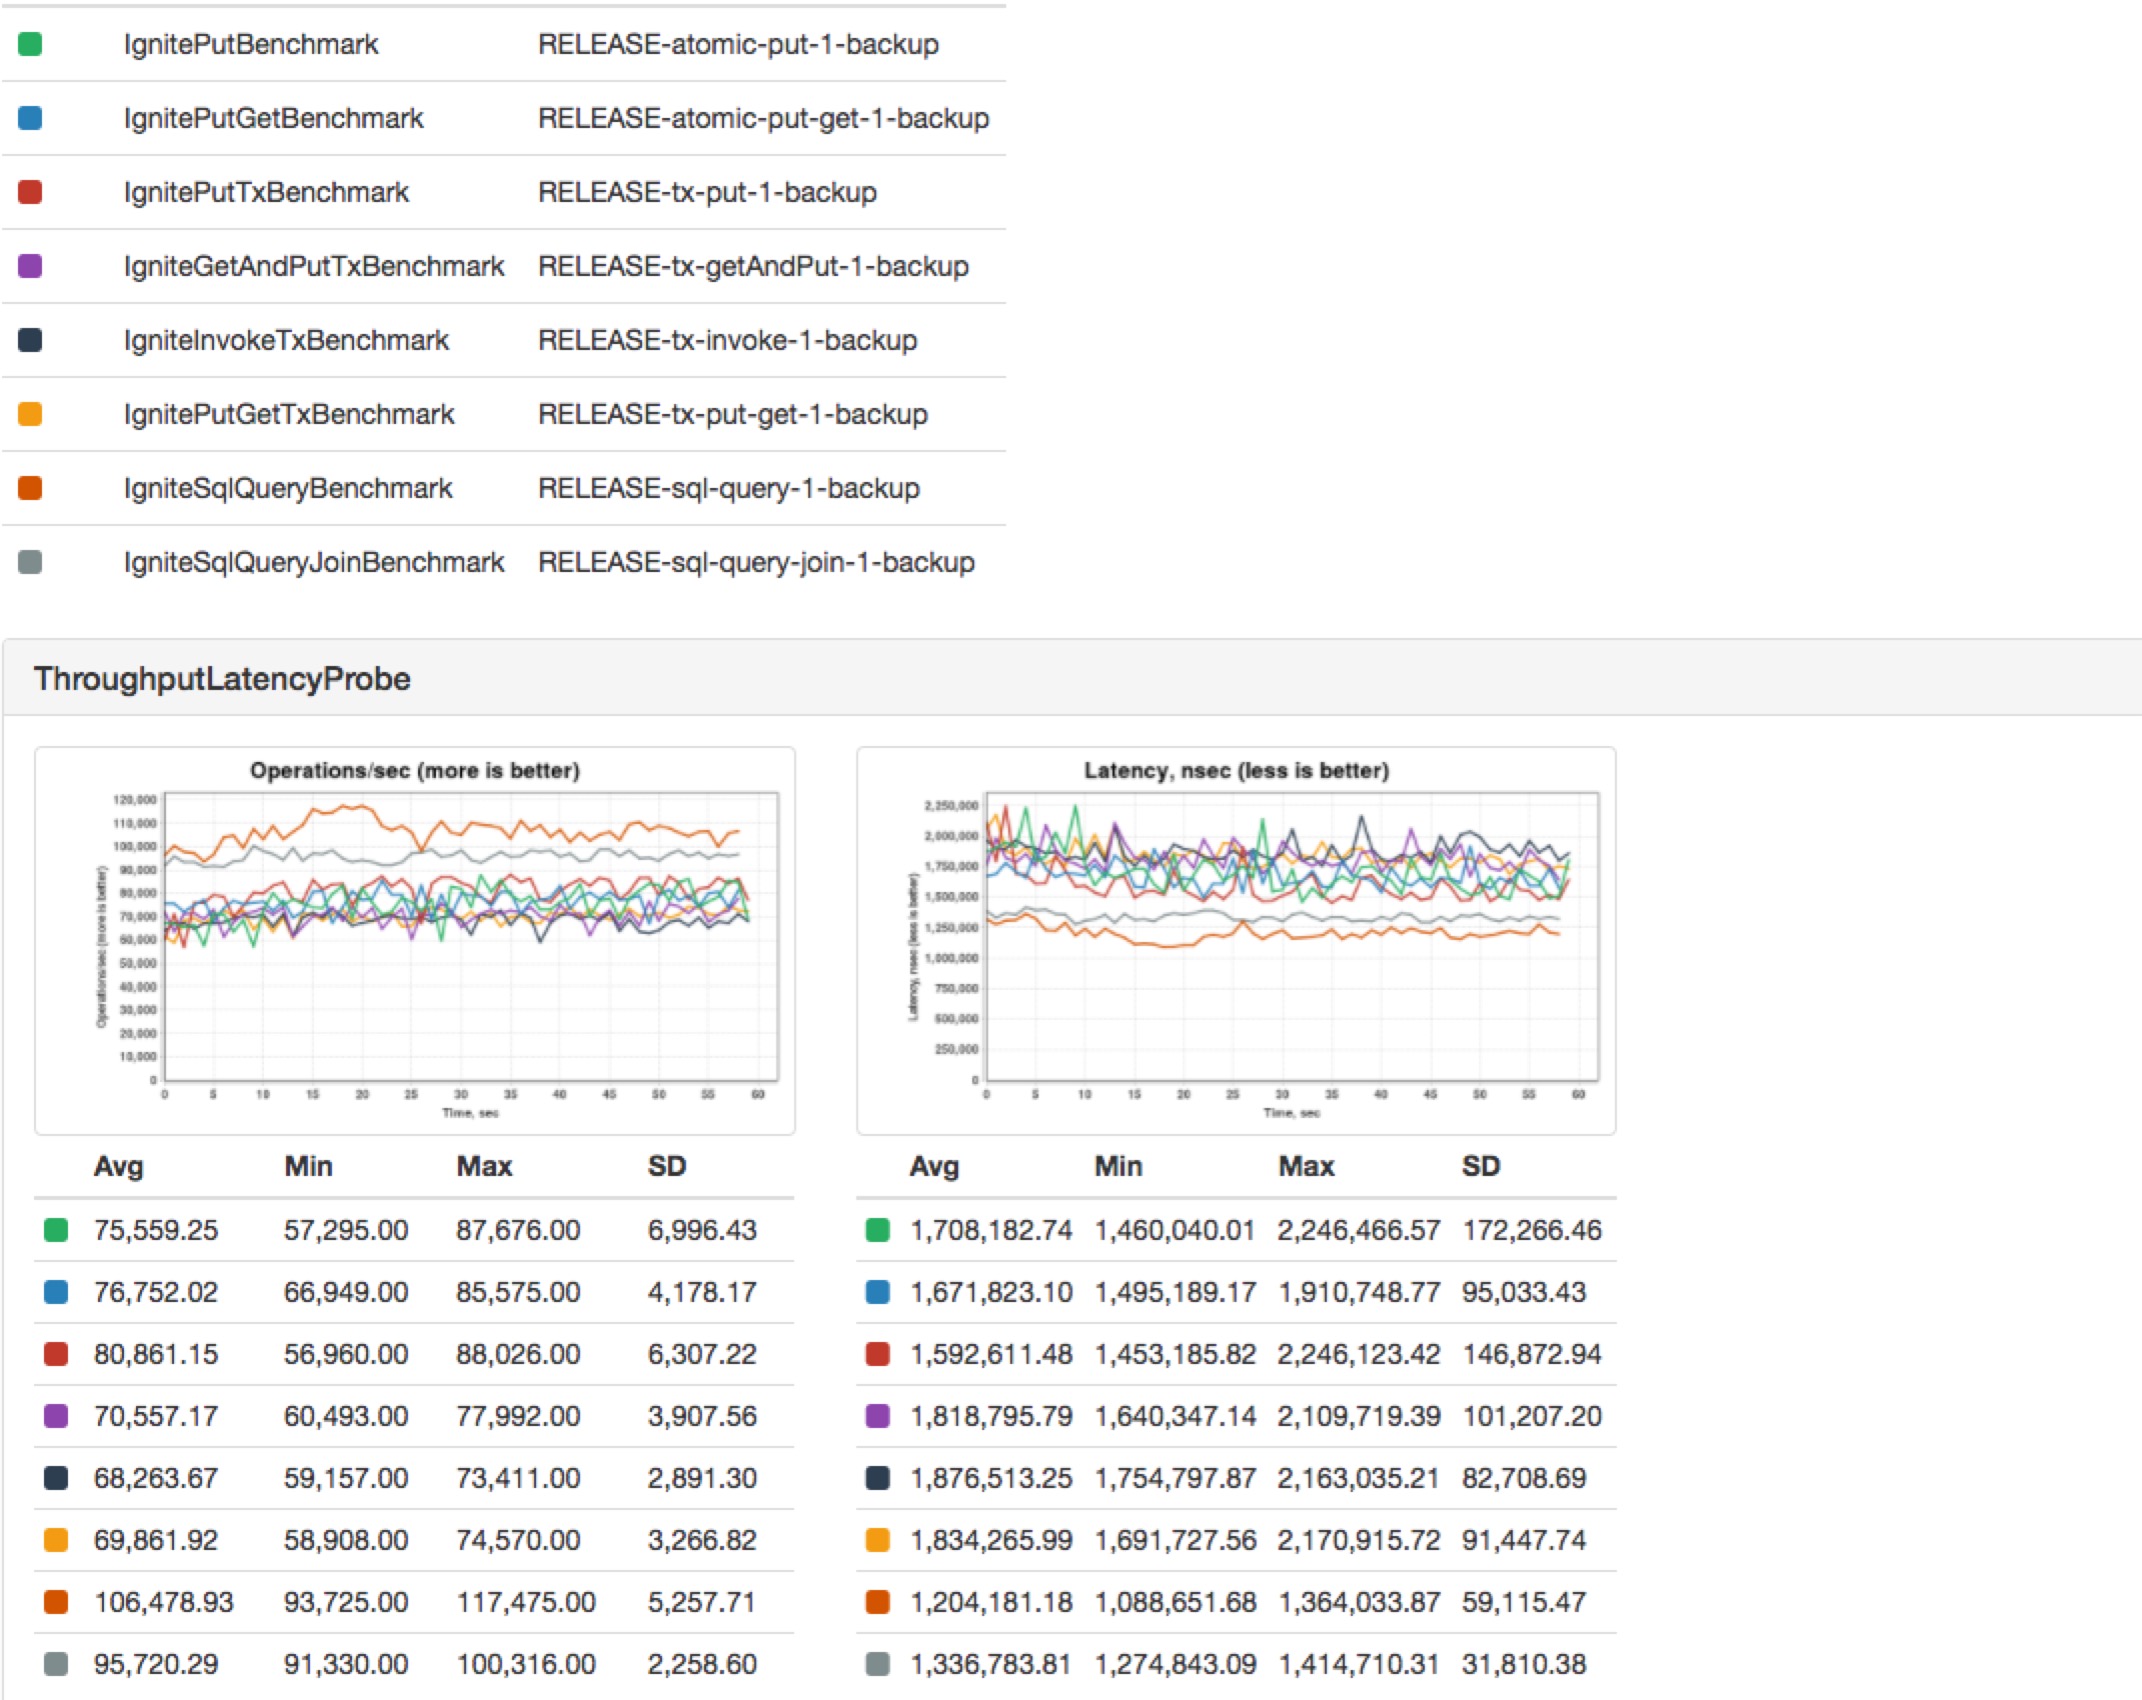 IgnitePutBenchmark RELEASE-atomic-put-1-backup
IgnitePutGetBenchmark RELEASE-atomic-put-get-1-backup
IgnitePutTxBenchmark RELEASE-tx-put-1-backup
IgniteGetAndPutTxBenchmark RELEASE-tx-getAndPut-1-backup
IgniteInvokeTxBenchmark RELEASE-tx-invoke-1-backup
IgnitePutGetTxBenchmark RELEASE-tx-put-get-1-backup
IgniteSqlQueryBenchmark RELEASE-sql-query-1-backup
IgniteSqlQueryJoinBenchmark RELEASE-sql-query-join-1-backup
ThroughputLatencyProbe
Operations/sec (more is better)
Operations/sec (more is better)
120,000
110,000
100,000
90,000
80,000
70,000
60,000
50,000
40,000
30,000
20,000
10,000
0
0 5 10 15 20 25 30 35 40 45 50 55 60
Time, sec
Latency, nsec (less is better)
Latency, nsec (less is better)
2,250,000
2,000,000
1,750,000
1,500,000
1,250,000
1,000,000
750,000
500,000
250,000
0
0 5 10 15 20 25 30 35 40 45 50 55 60
Time, sec
Avg Min Max SD
75,559.25 57,295.00 87,676.00 6,996.43
76,752.02 66,949.00 85,575.00 4,178.17
80,861.15 56,960.00 88,026.00 6,307.22
70,557.17 60,493.00 77,992.00 3,907.56
68,263.67 59,157.00 73,411.00 2,891.30
69,861.92 58,908.00 74,570.00 3,266.82
106,478.93 93,725.00 117,475.00 5,257.71
95,720.29 91,330.00 100,316.00 2,258.60
Avg Min Max SD
1,708,182.74 1,460,040.01 2,246,466.57 172,266.46
1,671,823.10 1,495,189.17 1,910,748.77 95,033.43
1,592,611.48 1,453,185.82 2,246,123.42 146,872.94
1,818,795.79 1,640,347.14 2,109,719.39 101,207.20
1,876,513.25 1,754,797.87 2,163,035.21 82,708.69
1,834,265.99 1,691,727.56 2,170,915.72 91,447.74
1,204,181.18 1,088,651.68 1,364,033.87 59,115.47
1,336,783.81 1,274,843.09 1,414,710.31 31,810.38